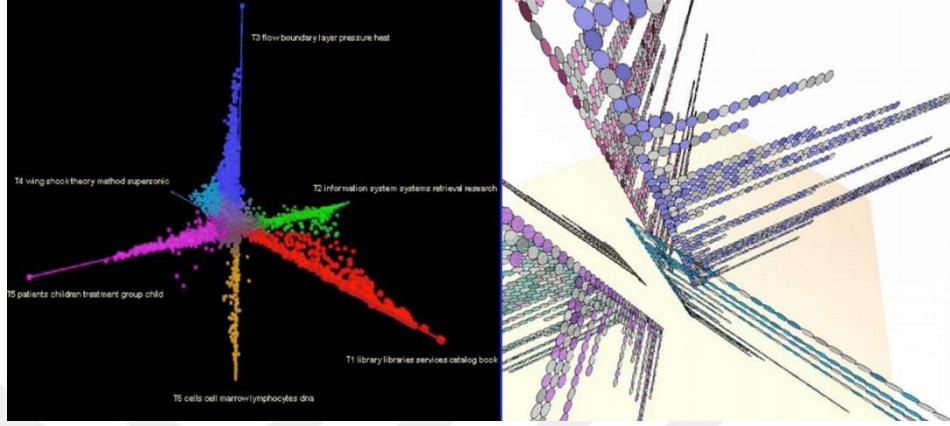 T3 flow boundary layer pressure heat
T4 wing shock theory method supersonic
T2 information system systems retrieval research
T5 patients children treatment group child
T1 library libraries services catalog book
T6 cells cell marrow lymphocytes dna